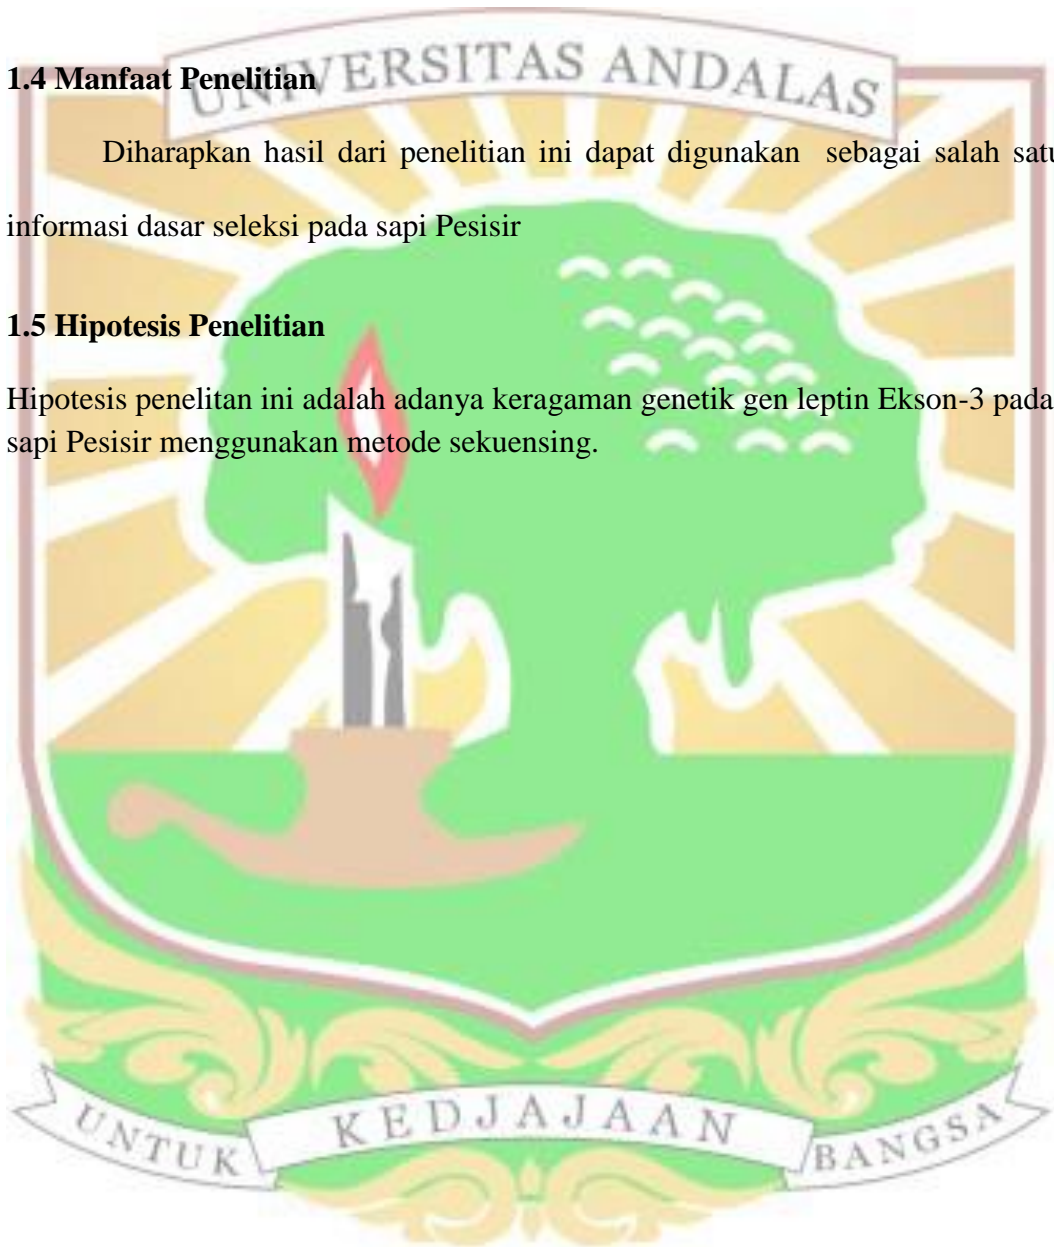 UNIVERSITAS ANDALAS
1.4 Manfaat Penelitian
Diharapkan hasil dari penelitian ini dapat digunakan sebagai salah satu
informasi dasar seleksi pada sapi Pesisir
1.5 Hipotesis Penelitian
Hipotesis penelitan ini adalah adanya keragaman genetik gen leptin Ekson-3 pada
sapi Pesisir menggunakan metode sekuensing.
UNTUK KEDJAJAAN BANGSA